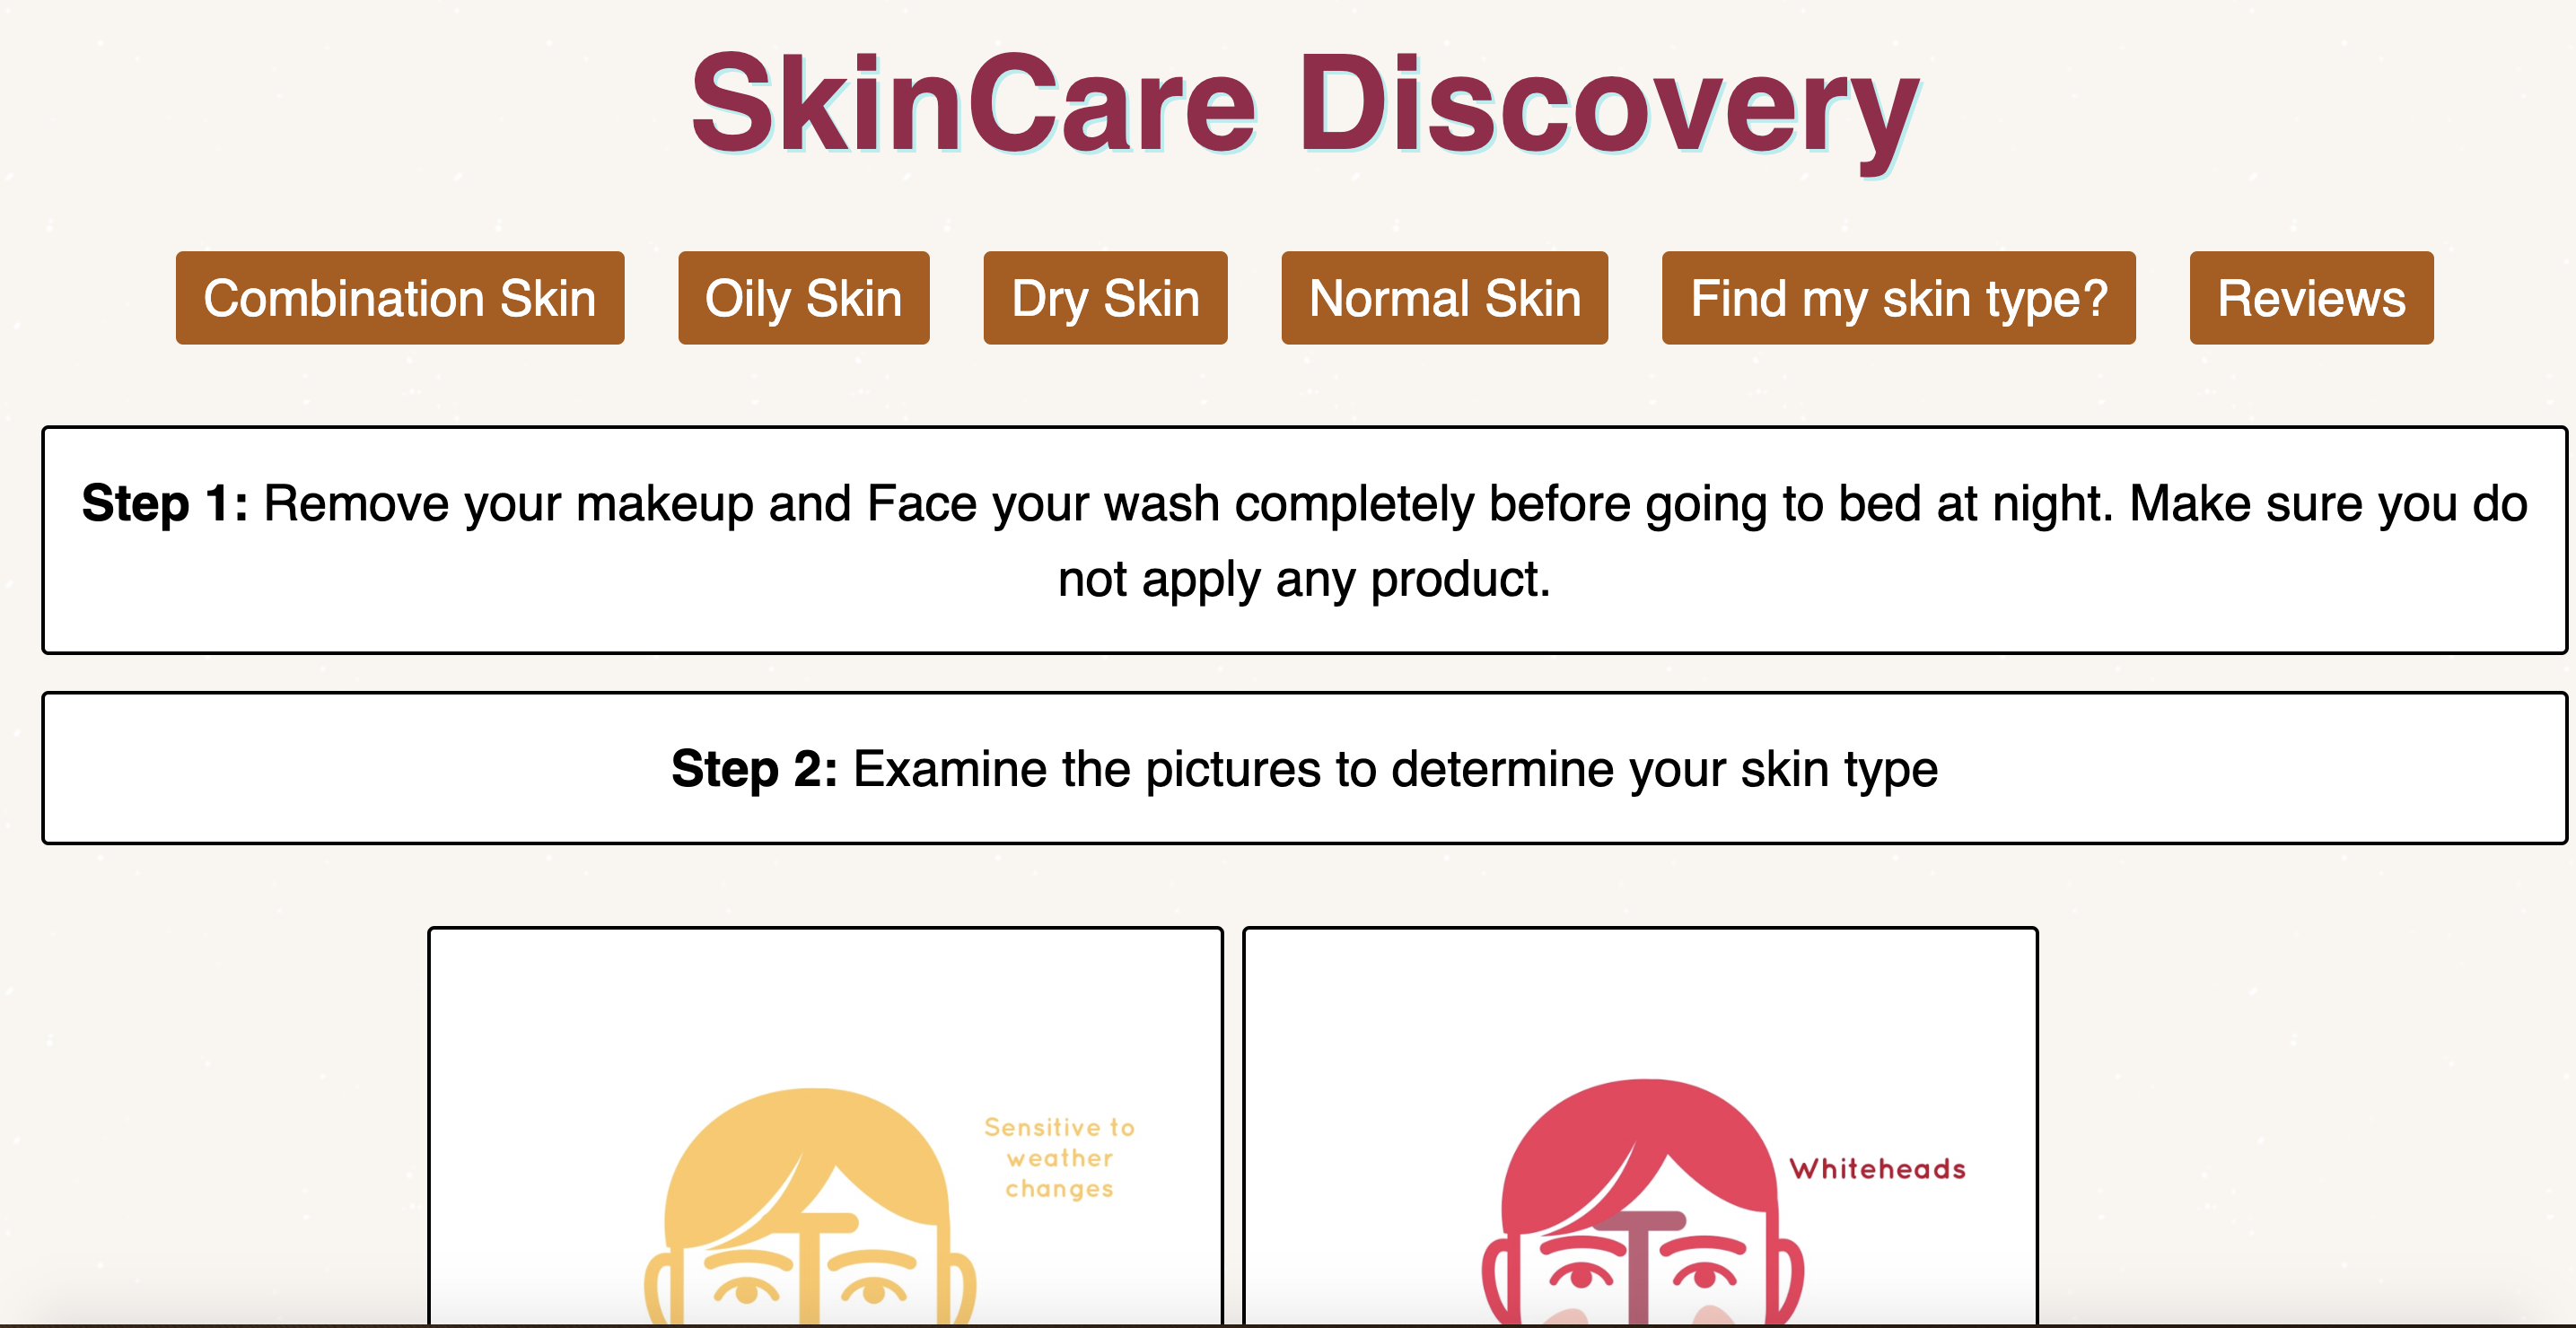 SkinCare Discovery
Combination Skin Oily Skin Dry Skin Normal Skin Find my skin type? Reviews
Step 1: Remove your makeup and Face your wash completely before going to bed at night. Make sure you do
not apply any product.
Step 2: Examine the pictures to determine your skin type
Sensitive to
weather
changes
Whiteheads